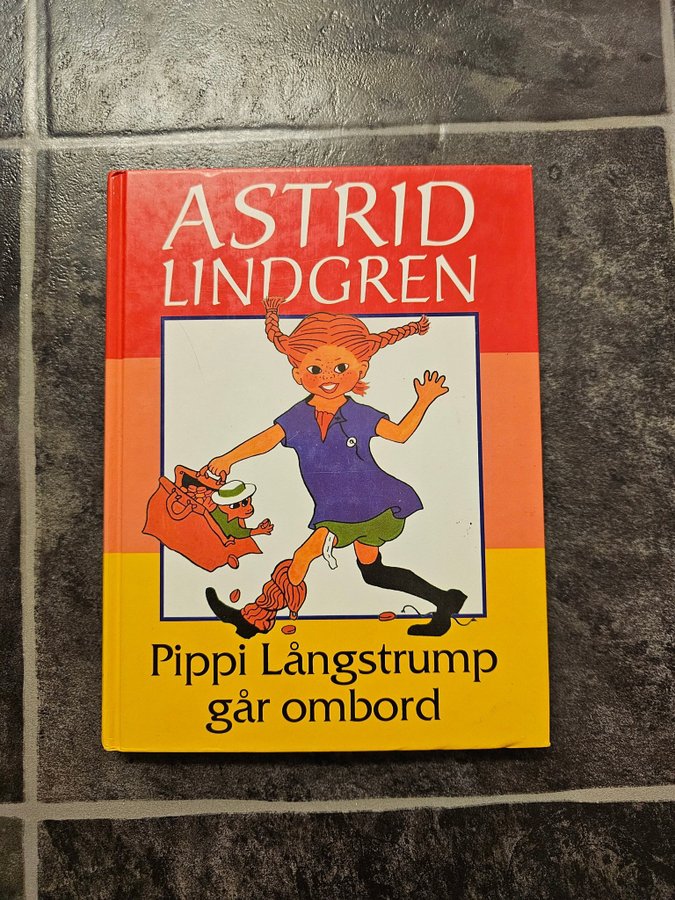 ASTRID
LINDGREN
Pippi Långstrump
går ombord